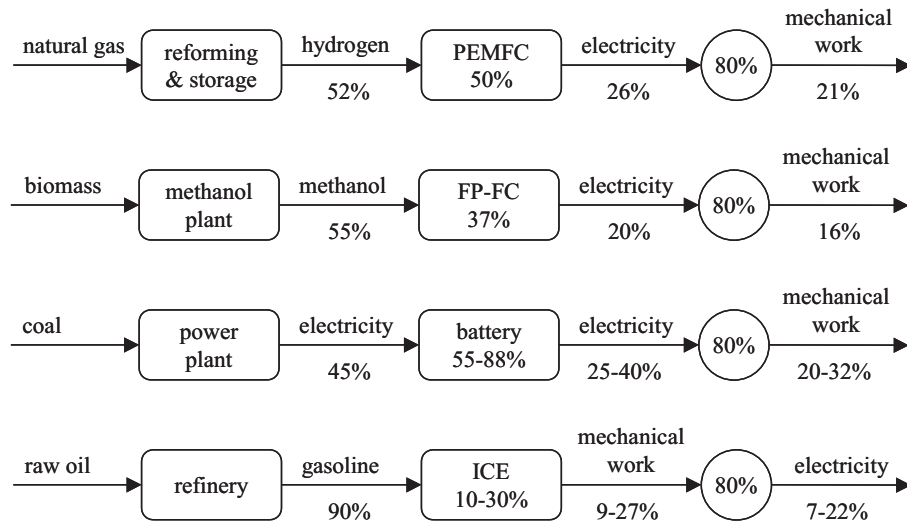 natural gas
reforming
& storage
hydrogen
52%
PEMFC
50%
electricity
26%
80%
mechanical
work
21%
biomass
methanol
plant
methanol
55%
FP-FC
37%
electricity
20%
80%
mechanical
work
16%
coal
power
plant
electricity
45%
battery
55-88%
electricity
25-40%
80%
mechanical
work
20-32%
raw oil
refinery
gasoline
90%
ICE
10-30%
mechanical
work
9-27%
80%
electricity
7-22%